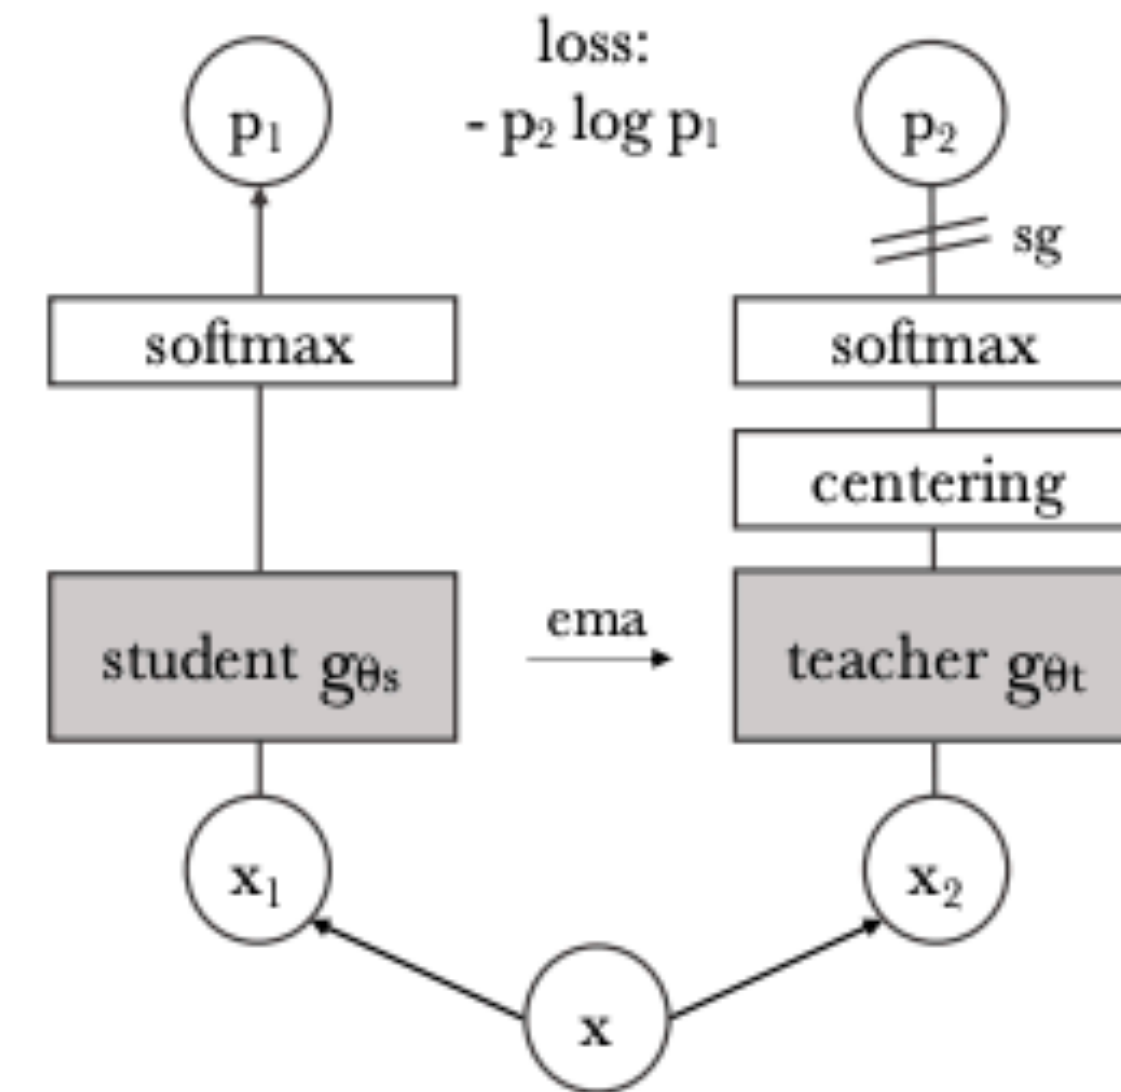 loss:
p₁
- p₂ log p₁
p₂
sg
softmax
softmax
centering
ema
student gθs
teacher gθt
x₁
x₂
x